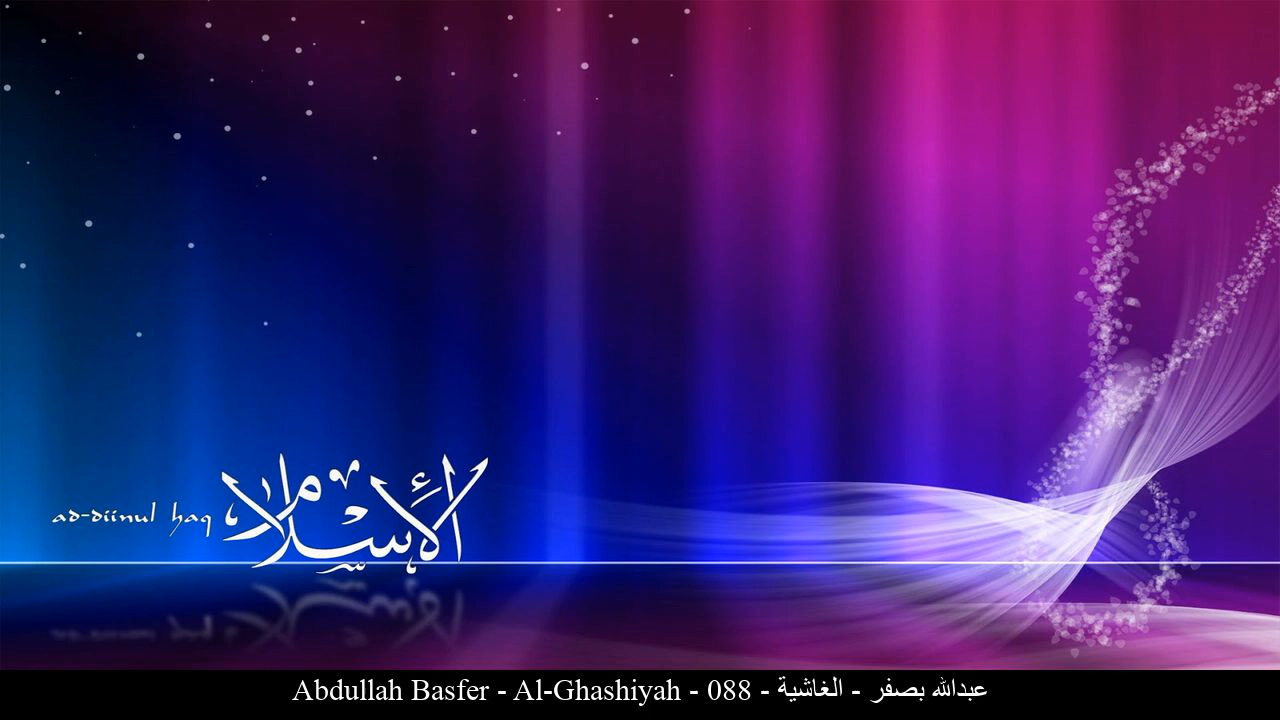 ad-diinul haq
الإسلام
Abdullah Basfer - Al-Ghashiyah - 088 - عبدالله بصفر - الغاشية